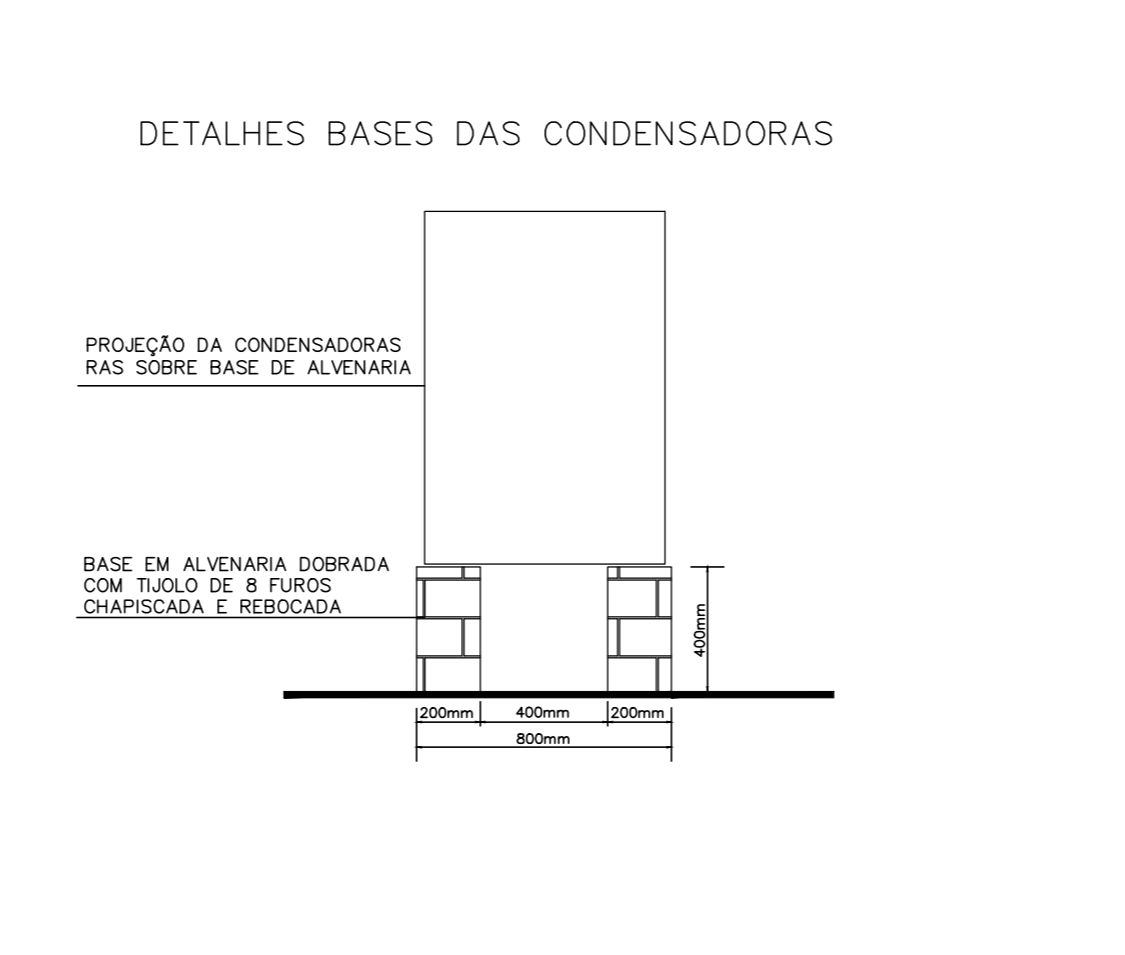 DETALHES BASES DAS CONDENSADORAS
PROJEÇÃO DA CONDENSADORAS
RAS SOBRE BASE DE ALVENARIA
BASE EM ALVENARIA DOBRADA
COM TIJOLO DE 8 FUROS
CHAPISCADA E REBOCADA
400mm
200mm 400mm 200mm
800mm